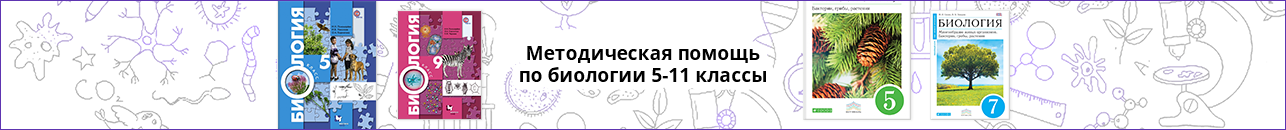 БИОЛОГИЯ
5
БИОЛОГИЯ
9
Методическая помощь
по биологии 5-11 классы
Бактерии, грибы, растения
5
БИОЛОГИЯ
7